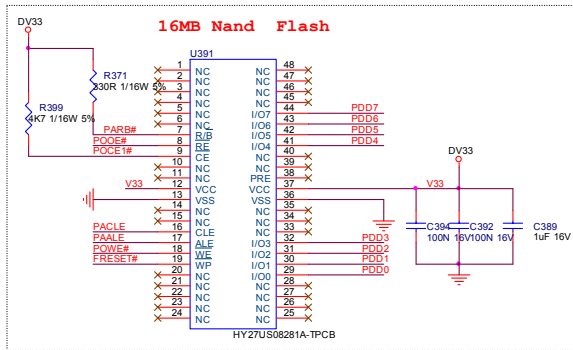 16MB Nand Flash
DV33
U391
R371
330R 1/16W 5%
R399
4K7 1/16W 5%
PARB#
POOE#
POCE1#
V33
PACLE
PAALE
POWE#
FRESET#
1 NC NC 48
2 NC NC 47
3 NC NC 46
4 NC NC 45
5 NC I/O7 44 PDD7
6 NC I/O6 43 PDD6
7 R/B I/O5 42 PDD5
8 RE I/O4 41 PDD4
9 CE NC 40
10 NC NC 39
11 NC PRE 38
12 VCC VCC 37
13 VSS VSS 36
14 NC NC 35
15 NC NC 34
16 CLE NC 33
17 ALE I/O3 32 PDD3
18 WE I/O2 31 PDD2
19 WP I/O1 30 PDD1
20 NC I/O0 29 PDD0
21 NC NC 28
22 NC NC 27
23 NC NC 26
24 NC NC 25
HY27US08281A-TPCB
DV33
V33
C394
100N 16V
C392
100N 16V
C389
1uF 16V